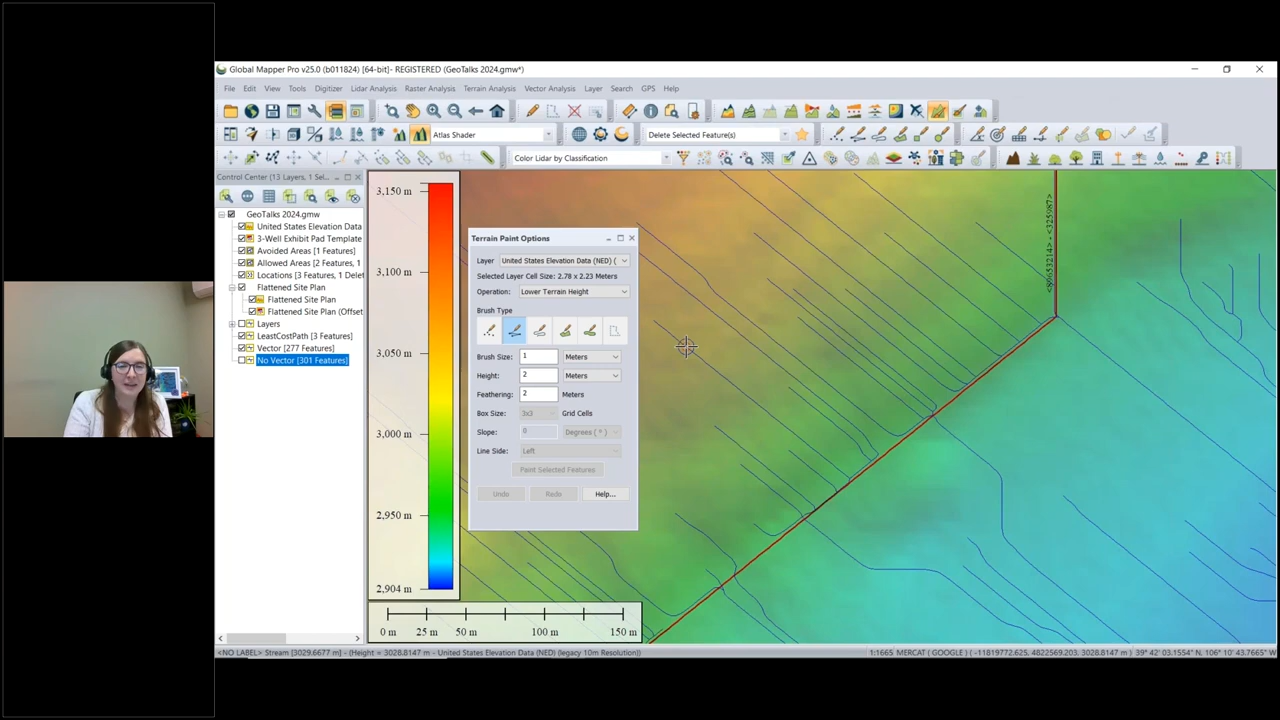 Global Mapper Pro v25.0 (b011824) [64-bit]- REGISTERED (GeoTalks 2024.gmw*)
File Edit View Tools Digitizer Lidar Analysis Raster Analysis Terrain Analysis Vector Analysis Layer Search GPS Help
Atlas Shader
Delete Selected Feature(s)
Color Lidar by Classification
Control Center (13 Layers, 1 Sel...
GeoTalks 2024.gmw
United States Elevation Data
3-Well Exhibit Pad Template
Avoided Areas [1 Features]
Allowed Areas [2 Features, 1
Locations [3 Features, 1 Delet
Flattened Site Plan
Flattened Site Plan
Flattened Site Plan (Offset
Layers
LeastCostPath [3 Features]
Vector [277 Features]
No Vector [301 Features]
3,150 m
3,100 m
3,050 m
3,000 m
2,950 m
2,904 m
0 m 25 m 50 m 100 m 150 m
Terrain Paint Options
Layer United States Elevation Data (NED) (
Selected Layer Cell Size: 2.78 x 2.23 Meters
Operation: Lower Terrain Height
Brush Type
Brush Size: 1 Meters
Height: 2 Meters
Feathering: 2 Meters
Box Size: 3x3 Grid Cells
Slope: 0 Degrees ( ° )
Line Side: Left
Paint Selected Features
Undo Redo Help...
<NO LABEL> Stream [3029.6677 m] - (Height = 3028.8147 m - United States Elevation Data (NED) (legacy 10m Resolution))
1:1665 MERCAT ( GOOGLE ) ( -11819772.625, 4822569.203, 3028.8147 m ) 39° 42' 03.1554" N, 106° 10' 43.7665" W